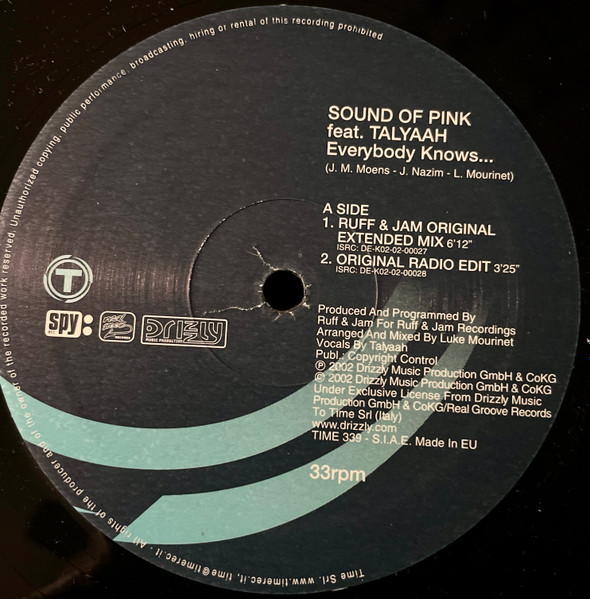 All rights of the producer and of the owner of the recorded work reserved. Unauthorized copying, public performance, broadcasting, hiring or rental of this recording prohibited
SOUND OF PINK
feat. TALYAAH
Everybody Knows...
(J. M. Moens - J. Nazim - L. Mourinet)
A SIDE
1. RUFF & JAM ORIGINAL
EXTENDED MIX 6'12"
ISRC: DE-K02-02-00027
2. ORIGINAL RADIO EDIT 3'25"
ISRC: DE-K02-02-00028
T
spy:
DRIZZLY
MUSIC PRODUCTION
Produced And Programmed By
Ruff & Jam For Ruff & Jam Recordings
Arranged And Mixed By Luke Mourinet
Vocals By Talyaah
Publ.: Copyright Control
℗ 2002 Drizzly Music Production GmbH & CoKG
© 2002 Drizzly Music Production GmbH & CoKG
Under Exclusive License From Drizzly Music
Production GmbH & CoKG/Real Groove Records
To Time Srl (Italy)
www.drizzly.com
TIME 339 - S.I.A.E. Made In EU
33rpm
Time Srl. www.timerec.it, time@timerec.it -